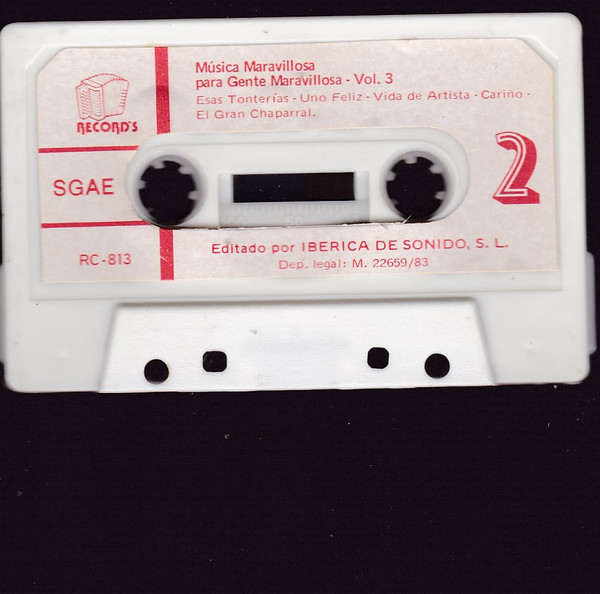 Música Maravillosa
para Gente Maravillosa - Vol. 3
Esas Tonterías - Uno Feliz - Vida de Artista - Cariño -
El Gran Chaparral.
RECORD'S
2
SGAE
RC-813
Editado por IBERICA DE SONIDO, S. L.
Dep. legal: M. 22659/83